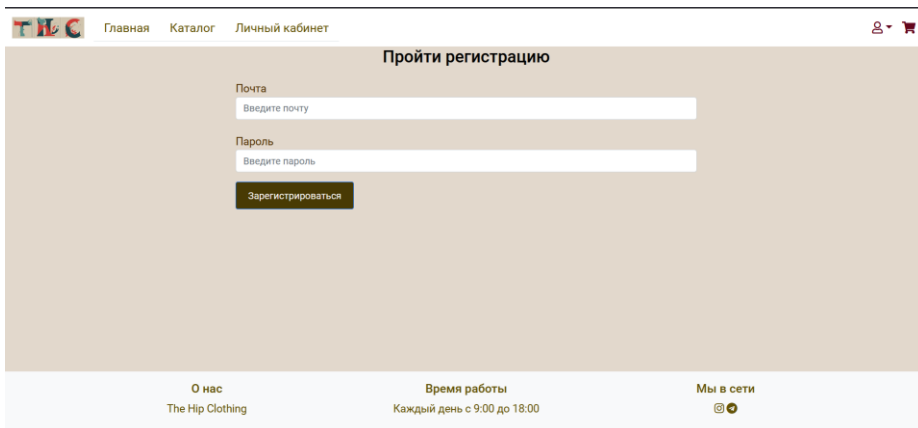 THC
Главная Каталог Личный кабинет
Пройти регистрацию
Почта
Введите почту
Пароль
Введите пароль
Зарегистрироваться
О нас Время работы Мы в сети
The Hip Clothing Каждый день с 9:00 до 18:00